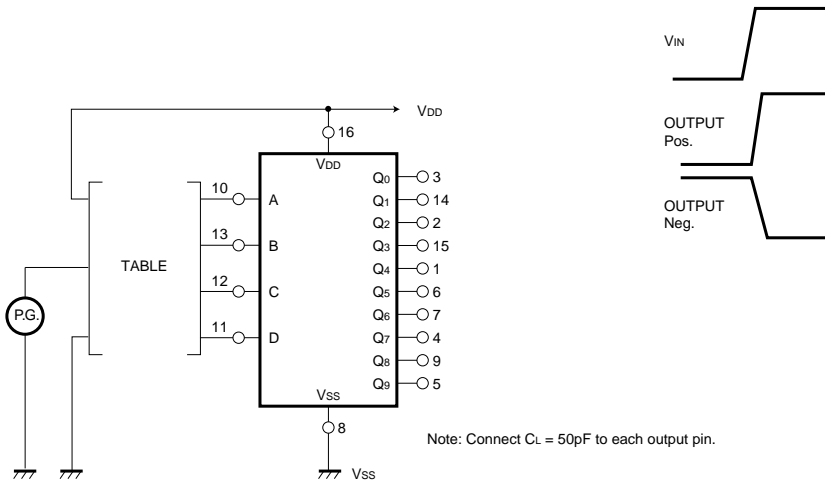 VIN
VDD
OUTPUT
Pos.
16
VDD
Q0 3
10 A Q1 14
OUTPUT
Neg.
Q2 2
13 B Q3 15
TABLE
Q4 1
12 C Q5 6
P.G.
Q6 7
11 D Q7 4
Q8 9
Q9 5
VSS
8
Note: Connect CL = 50pF to each output pin.
VSS